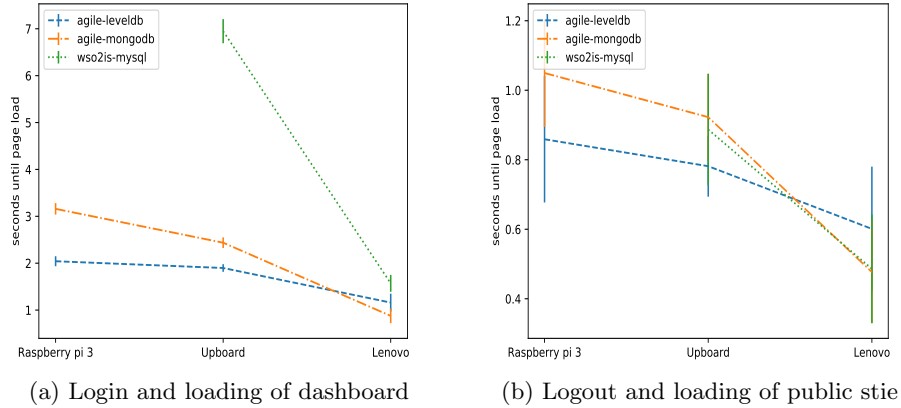 agile-leveldb
agile-mongodb
wso2is-mysql
seconds until page load
7
6
5
4
3
2
1
Raspberry pi 3 Upboard Lenovo
(a) Login and loading of dashboard
agile-leveldb
agile-mongodb
wso2is-mysql
seconds until page load
1.2
1.0
0.8
0.6
0.4
Raspberry pi 3 Upboard Lenovo
(b) Logout and loading of public stie